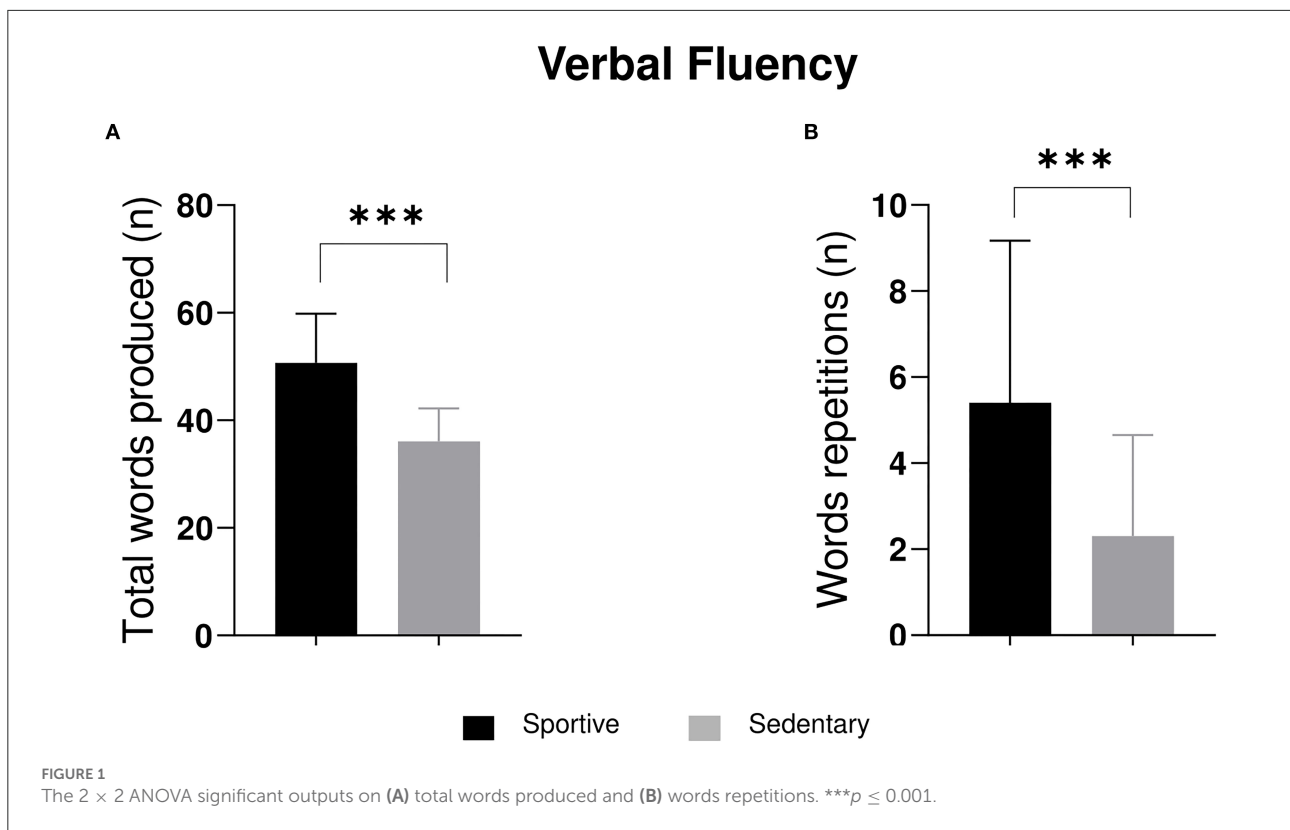 Verbal Fluency
A
***
Total words produced (n)
80
60
40
20
0
B
***
Words repetitions (n)
10
8
6
4
2
0
Sportive
Sedentary
FIGURE 1
The 2 × 2 ANOVA significant outputs on (A) total words produced and (B) words repetitions. ***p ≤ 0.001.